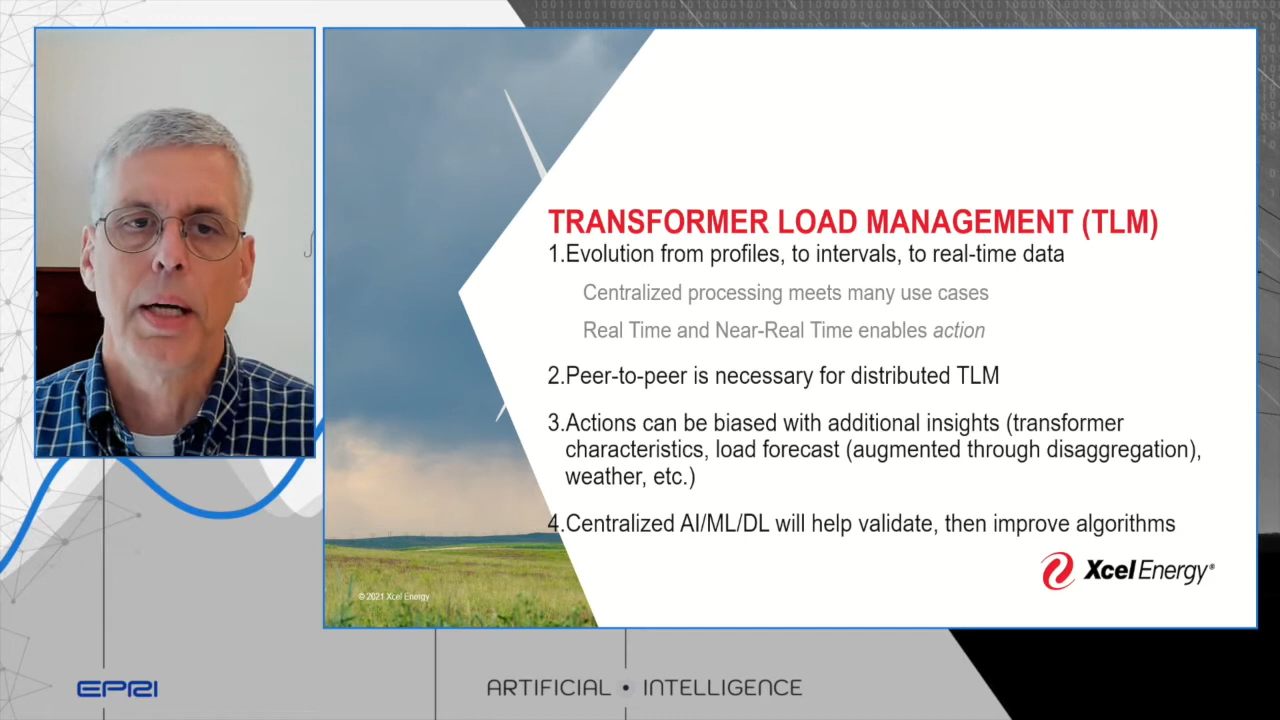 TRANSFORMER LOAD MANAGEMENT (TLM)
1.Evolution from profiles, to intervals, to real-time data
Centralized processing meets many use cases
Real Time and Near-Real Time enables action
2.Peer-to-peer is necessary for distributed TLM
3.Actions can be biased with additional insights (transformer
characteristics, load forecast (augmented through disaggregation),
weather, etc.)
4.Centralized AI/ML/DL will help validate, then improve algorithms
Xcel Energy®
© 2021 Xcel Energy
EPRI
ARTIFICIAL • INTELLIGENCE